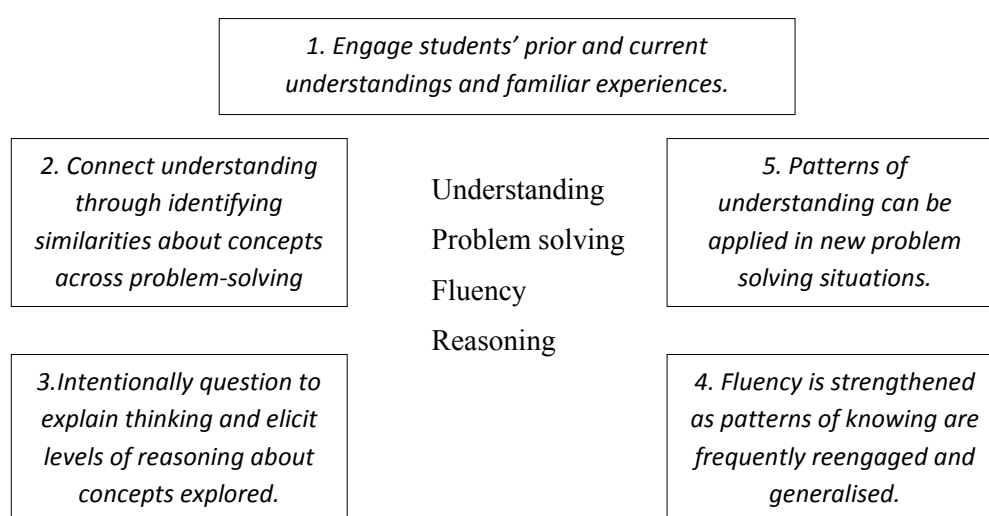 1. Engage students’ prior and current
understandings and familiar experiences.
2. Connect understanding
through identifying
similarities about concepts
across problem-solving
Understanding
Problem solving
Fluency
Reasoning
5. Patterns of
understanding can be
applied in new problem
solving situations.
3.Intentionally question to
explain thinking and elicit
levels of reasoning about
concepts explored.
4. Fluency is strengthened
as patterns of knowing are
frequently reengaged and
generalised.